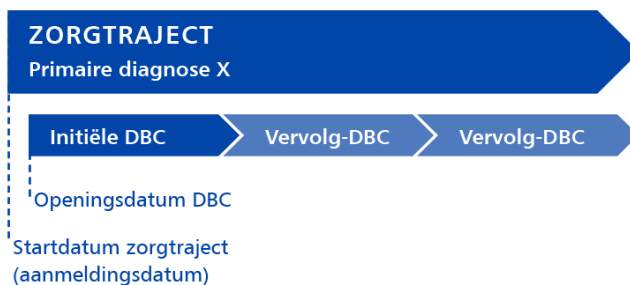 ZORGTRAJECT
Primaire diagnose X
Initiële DBC
Vervolg-DBC
Vervolg-DBC
Openingsdatum DBC
Startdatum zorgtraject
(aanmeldingsdatum)